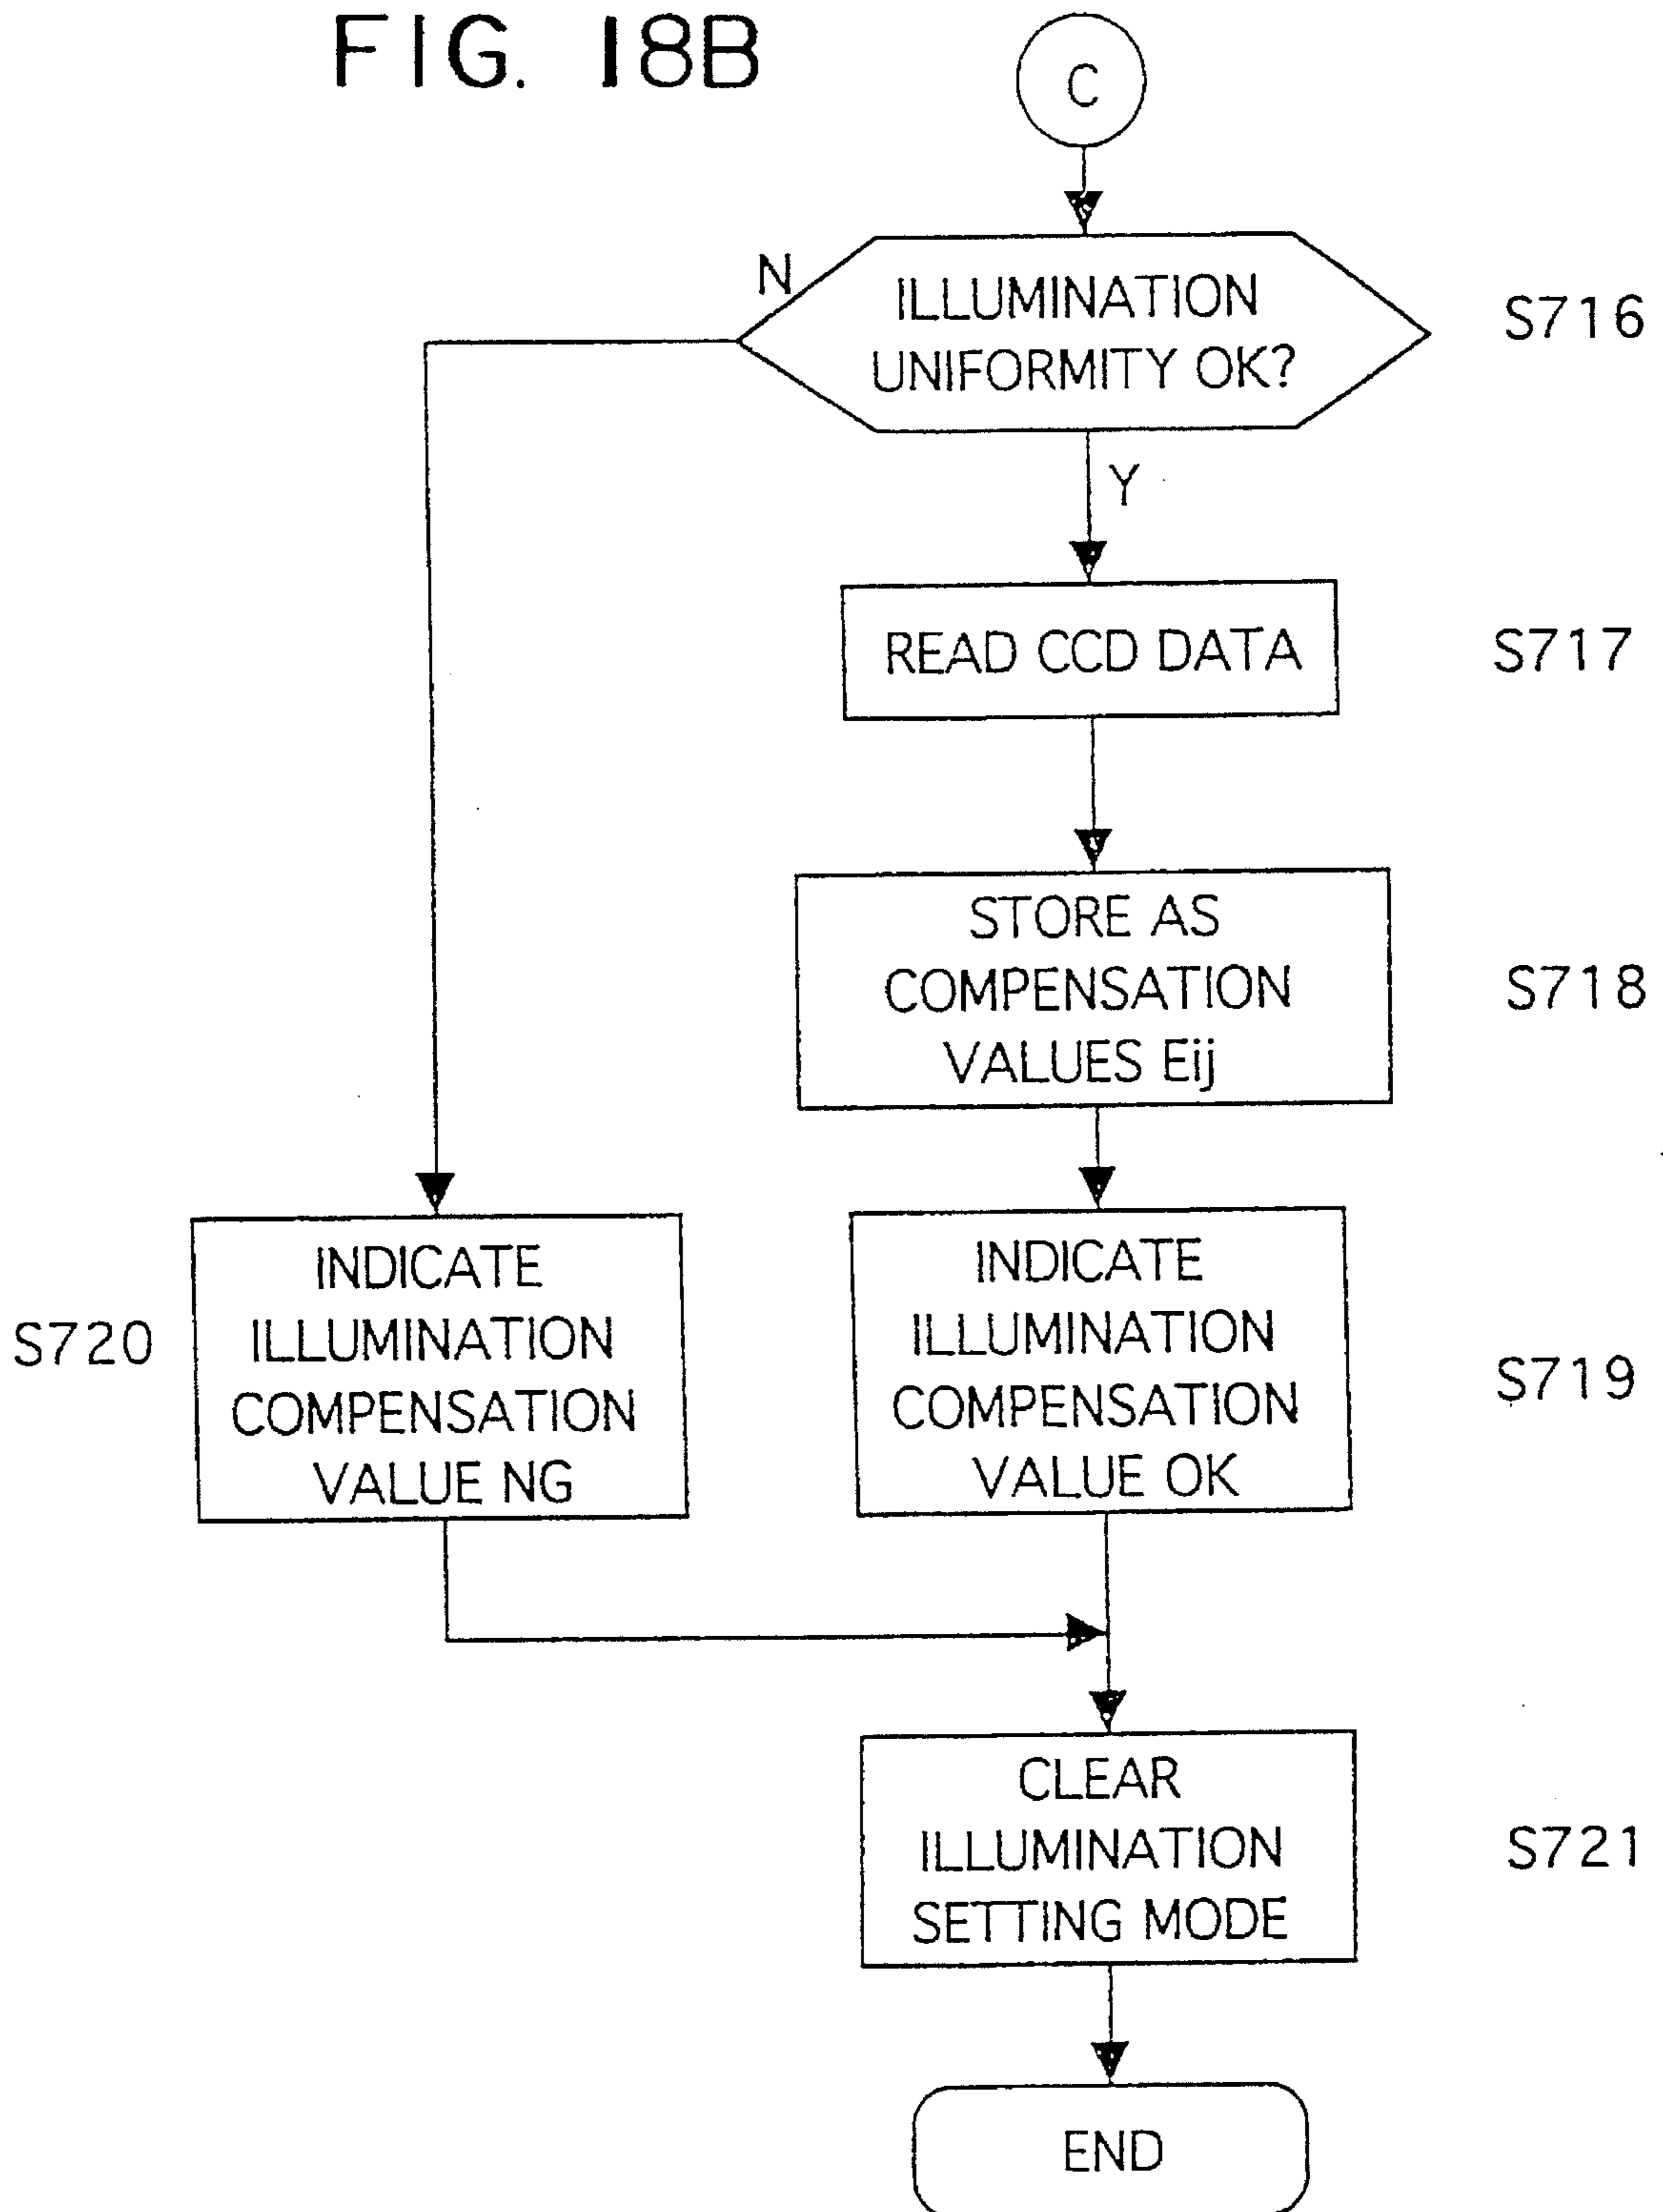 FIG. 18B
C
N
ILLUMINATION
UNIFORMITY OK?
S716
Y
READ CCD DATA
S717
STORE AS
COMPENSATION
VALUES Eij
S718
S720
INDICATE
ILLUMINATION
COMPENSATION
VALUE NG
INDICATE
ILLUMINATION
COMPENSATION
VALUE OK
S719
CLEAR
ILLUMINATION
SETTING MODE
S721
END